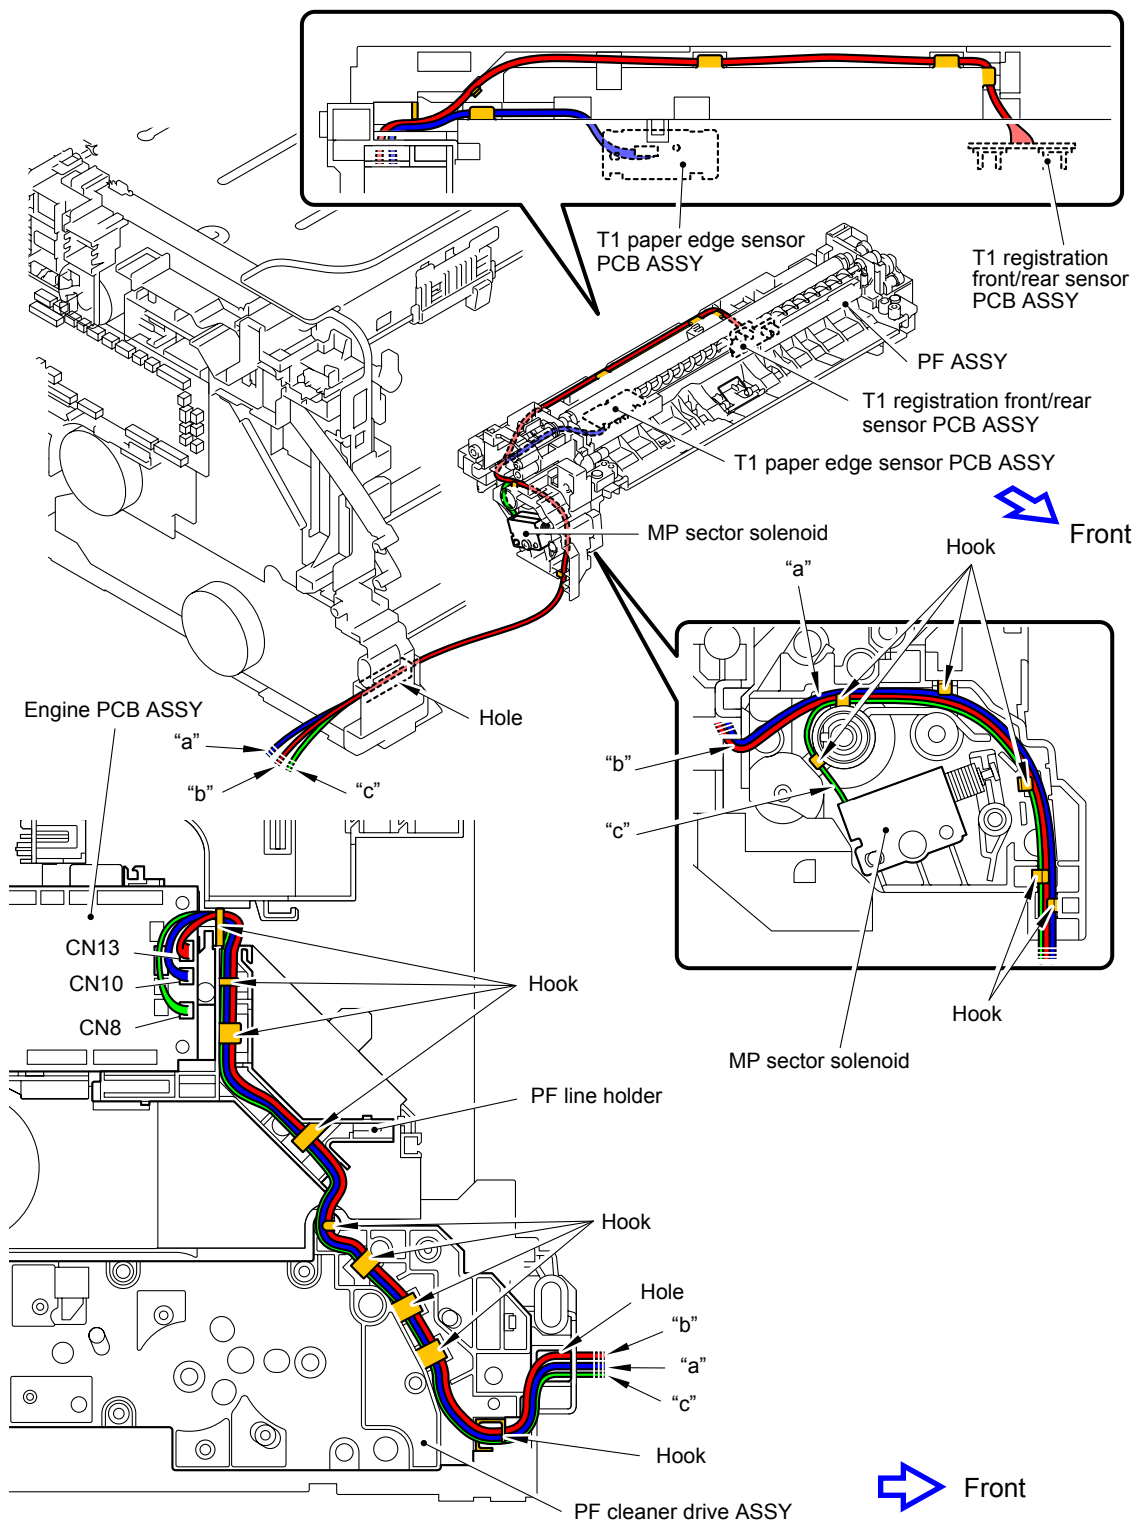 T1 paper edge sensor
PCB ASSY
T1 registration
front/rear sensor
PCB ASSY
PF ASSY
T1 registration front/rear
sensor PCB ASSY
T1 paper edge sensor PCB ASSY
MP sector solenoid
Front
Hook
“a”
Hole
Engine PCB ASSY
“a”
“b”
“c”
“b”
“c”
CN13
CN10
CN8
Hook
Hook
MP sector solenoid
PF line holder
Hook
Hole
“b”
“a”
“c”
Hook
Front
PF cleaner drive ASSY